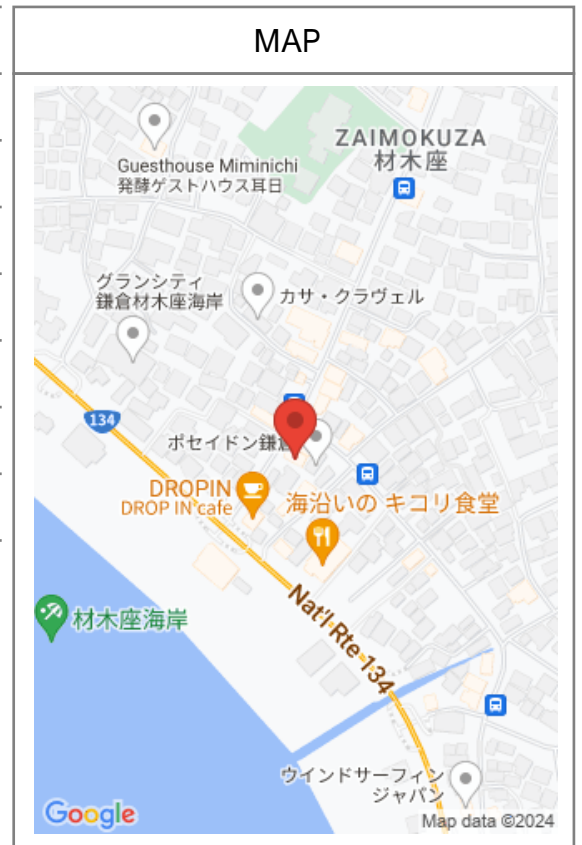 MAP
ZAIMOKUZA
材木座
Guesthouse Miminichi
発酵ゲストハウス耳日
グランシティ
鎌倉材木座海岸
カサ・クラヴェル
134
ポセイドン鎌倉
DROPIN
DROP IN cafe
海沿いの キコリ食堂
Nat'l Rte 134
材木座海岸
ウインドサーフィン
ジャパン
Google
Map data ©2024